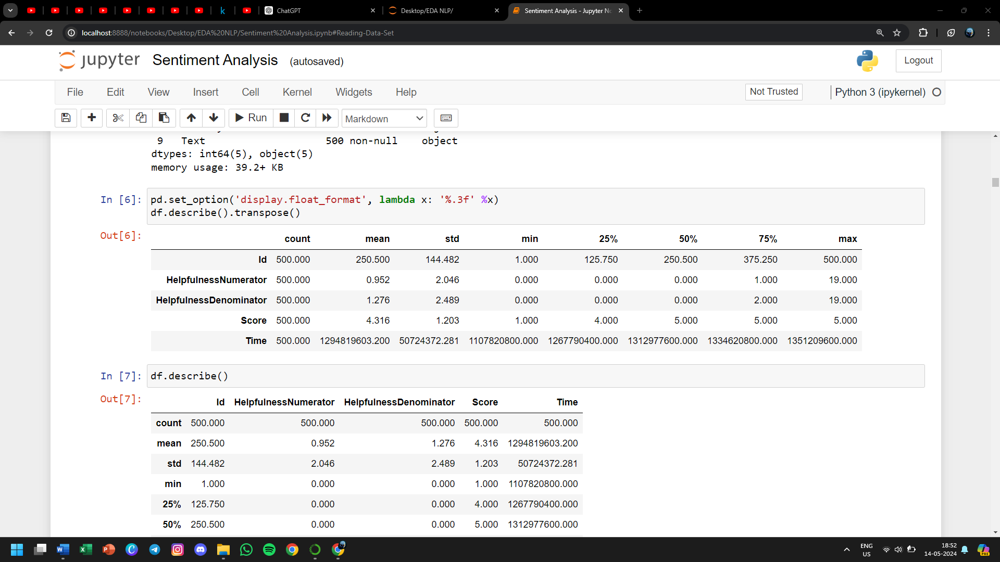 ChatGPT
Desktop/EDA NLP/
Sentiment Analysis - Jupyter No
localhost:8888/notebooks/Desktop/EDA%20NLP/Sentiment%20Analysis.ipynb#Reading-Data-Set
jupyter Sentiment Analysis (autosaved)
Logout
File Edit View Insert Cell Kernel Widgets Help
Not Trusted
Python 3 (ipykernel)
Run
Markdown
9 Text 500 non-null object
dtypes: int64(5), object(5)
memory usage: 39.2+ KB
In [6]: pd.set_option('display.float_format', lambda x: '%.3f' %x)
df.describe().transpose()
Out[6]:
count mean std min 25% 50% 75% max
Id 500.000 250.500 144.482 1.000 125.750 250.500 375.250 500.000
HelpfulnessNumerator 500.000 0.952 2.046 0.000 0.000 0.000 1.000 19.000
HelpfulnessDenominator 500.000 1.276 2.489 0.000 0.000 0.000 2.000 19.000
Score 500.000 4.316 1.203 1.000 4.000 5.000 5.000 5.000
Time 500.000 1294819603.200 50724372.281 1107820800.000 1267790400.000 1312977600.000 1334620800.000 1351209600.000
In [7]: df.describe()
Out[7]:
Id HelpfulnessNumerator HelpfulnessDenominator Score Time
count 500.000 500.000 500.000 500.000 500.000
mean 250.500 0.952 1.276 4.316 1294819603.200
std 144.482 2.046 2.489 1.203 50724372.281
min 1.000 0.000 0.000 1.000 1107820800.000
25% 125.750 0.000 0.000 4.000 1267790400.000
50% 250.500 0.000 0.000 5.000 1312977600.000
ENG
US
18:52
14-05-2024